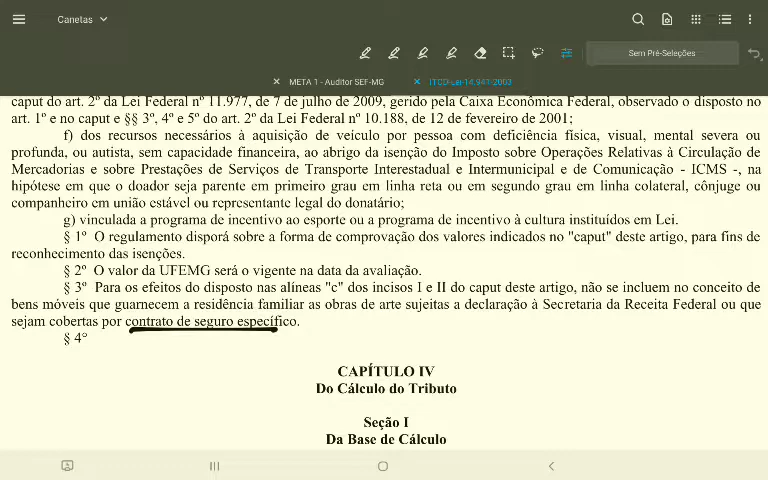 Canetas
Sem Pré-Seleções
META 1 - Auditor SEF-MG
ITCD-Lei-14.941-2003
caput do art. 2º da Lei Federal nº 11.977, de 7 de julho de 2009, gerido pela Caixa Econômica Federal, observado o disposto no
art. 1º e no caput e §§ 3º, 4º e 5º do art. 2º da Lei Federal nº 10.188, de 12 de fevereiro de 2001;
f) dos recursos necessários à aquisição de veículo por pessoa com deficiência física, visual, mental severa ou
profunda, ou autista, sem capacidade financeira, ao abrigo da isenção do Imposto sobre Operações Relativas à Circulação de
Mercadorias e sobre Prestações de Serviços de Transporte Interestadual e Intermunicipal e de Comunicação - ICMS -, na
hipótese em que o doador seja parente em primeiro grau em linha reta ou em segundo grau em linha colateral, cônjuge ou
companheiro em união estável ou representante legal do donatário;
g) vinculada a programa de incentivo ao esporte ou a programa de incentivo à cultura instituídos em Lei.
§ 1º O regulamento disporá sobre a forma de comprovação dos valores indicados no "caput" deste artigo, para fins de
reconhecimento das isenções.
§ 2º O valor da UFEMG será o vigente na data da avaliação.
§ 3º Para os efeitos do disposto nas alíneas "c" dos incisos I e II do caput deste artigo, não se incluem no conceito de
bens móveis que guarnecem a residência familiar as obras de arte sujeitas a declaração à Secretaria da Receita Federal ou que
sejam cobertas por contrato de seguro específico.
§ 4°
CAPÍTULO IV
Do Cálculo do Tributo
Seção I
Da Base de Cálculo